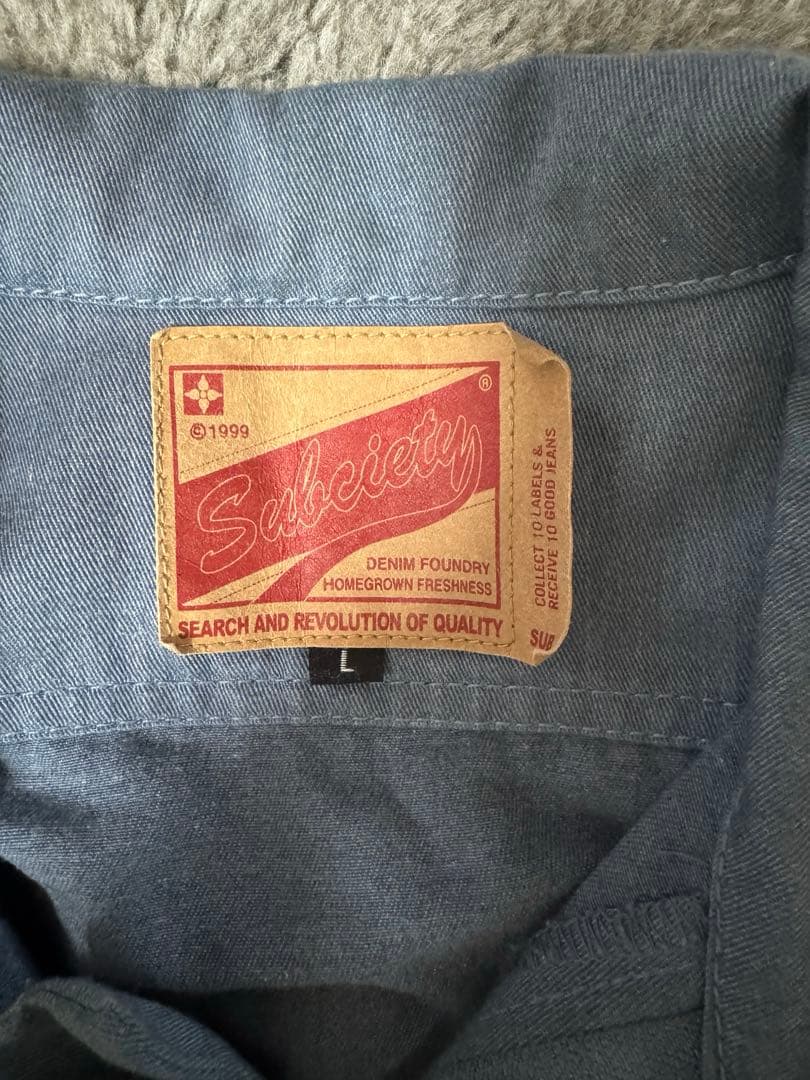 ®
©1999
Subciety
DENIM FOUNDRY
HOMEGROWN FRESHNESS
SEARCH AND REVOLUTION OF QUALITY
COLLECT 10 LABELS &
RECEIVE 10 GOOD JEANS
SUB
L